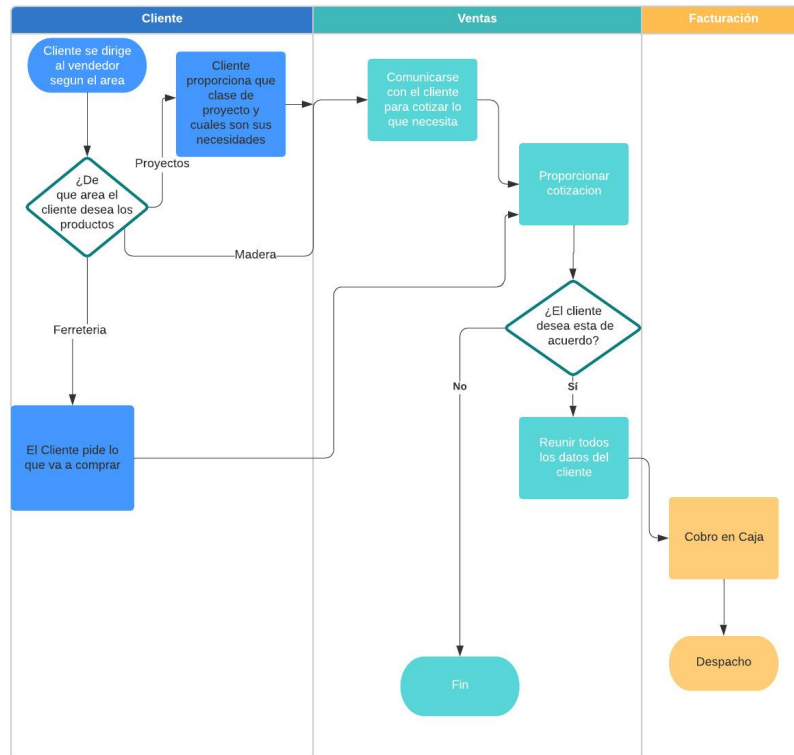 Cliente
Ventas
Facturación
Cliente se dirige
al vendedor
segun el area
Cliente
proporciona que
clase de
proyecto y
cuales son sus
necesidades
Comunicarse
con el cliente
para cotizar lo
que necesita
Proyectos
¿De
que area el
cliente desea los
productos
Proporcionar
cotizacion
Madera
Ferreteria
¿El cliente
desea esta de
acuerdo?
No
Sí
El Cliente pide lo
que va a comprar
Reunir todos
los datos del
cliente
Cobro en Caja
Despacho
Fin